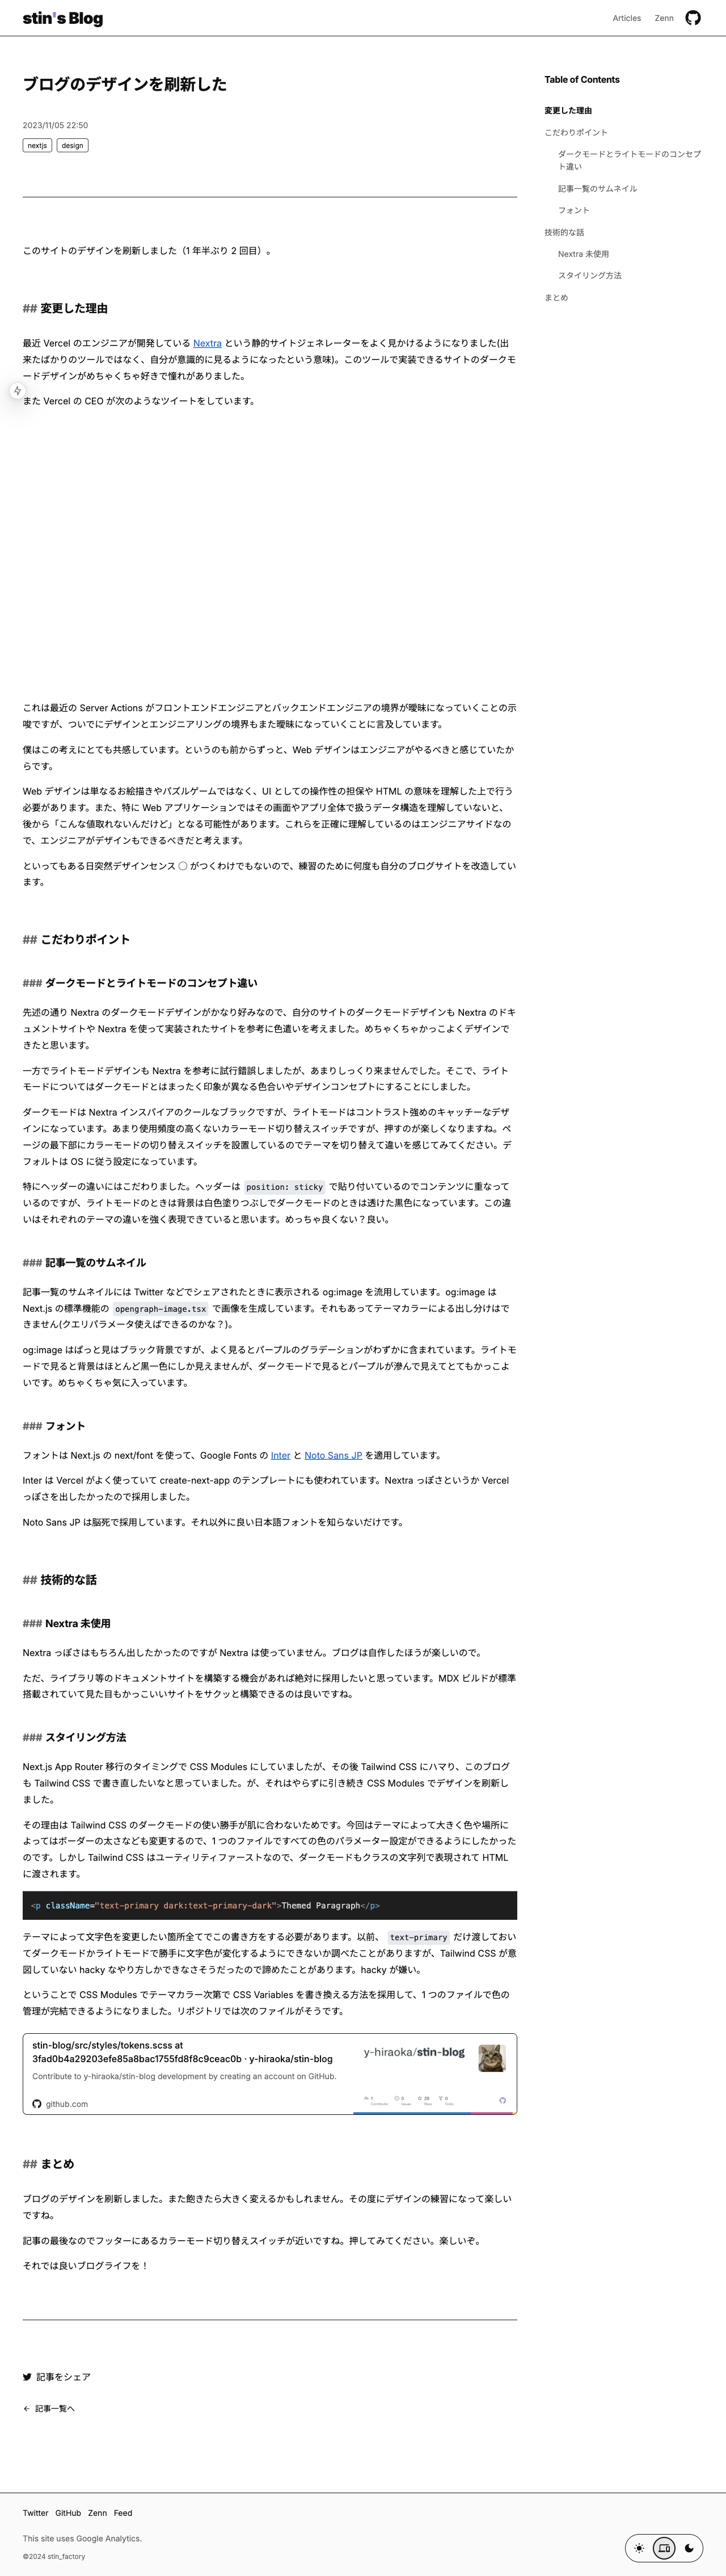 stin's Blog
Articles
Zenn
ブログのデザインを刷新した
2023/11/05 22:50
nextjs
design
Table of Contents
変更した理由
こだわりポイント
ダークモードとライトモードのコンセプ
ト違い
記事一覧のサムネイル
フォント
技術的な話
Nextra 未使用
スタイリング方法
まとめ
このサイトのデザインを刷新しました（1 年半ぶり 2 回目）。
## 変更した理由
最近 Vercel のエンジニアが開発している Nextra という静的サイトジェネレーターをよく見かけるようになりました(出
来たばかりのツールではなく、自分が意識的に見るようになったという意味)。このツールで実装できるサイトのダークモ
ードデザインがめちゃくちゃ好きで憧れがありました。
また Vercel の CEO が次のようなツイートをしています。
これは最近の Server Actions がフロントエンドエンジニアとバックエンドエンジニアの境界が曖昧になっていくことの示
唆ですが、ついでにデザインとエンジニアリングの境界もまた曖昧になっていくことに言及しています。
僕はこの考えにとても共感しています。というのも前からずっと、Web デザインはエンジニアがやるべきと感じていたか
らです。
Web デザインは単なるお絵描きやパズルゲームではなく、UI としての操作性の担保や HTML の意味を理解した上で行う
必要があります。また、特に Web アプリケーションではその画面やアプリ全体で扱うデータ構造を理解していないと、
後から「こんな値取れないんだけど」となる可能性があります。これらを正確に理解しているのはエンジニアサイドなの
で、エンジニアがデザインもできるべきだと考えます。
といってもある日突然デザインセンス ◯ がつくわけでもないので、練習のために何度も自分のブログサイトを改造してい
ます。
## こだわりポイント
### ダークモードとライトモードのコンセプト違い
先述の通り Nextra のダークモードデザインがかなり好みなので、自分のサイトのダークモードデザインも Nextra のドキ
ュメントサイトや Nextra を使って実装されたサイトを参考に色遣いを考えました。めちゃくちゃかっこよくデザインで
きたと思います。
一方でライトモードデザインも Nextra を参考に試行錯誤しましたが、あまりしっくり来ませんでした。そこで、ライト
モードについてはダークモードとはまったく印象が異なる色合いやデザインコンセプトにすることにしました。
ダークモードは Nextra インスパイアのクールなブラックですが、ライトモードはコントラスト強めのキャッチーなデザ
インになっています。あまり使用頻度の高くないカラーモード切り替えスイッチですが、押すのが楽しくなりますね。ペ
ージの最下部にカラーモードの切り替えスイッチを設置しているのでテーマを切り替えて違いを感じてみてください。デ
フォルトは OS に従う設定になっています。
特にヘッダーの違いにはこだわりました。ヘッダーは position: sticky で貼り付いているのでコンテンツに重なって
いるのですが、ライトモードのときは背景は白色塗りつぶしでダークモードのときは透けた黒色になっています。この違
いはそれぞれのテーマの違いを強く表現できていると思います。めっちゃ良くない？良い。
### 記事一覧のサムネイル
記事一覧のサムネイルには Twitter などでシェアされたときに表示される og:image を流用しています。og:image は
Next.js の標準機能の opengraph-image.tsx で画像を生成しています。それもあってテーマカラーによる出し分けはで
きません(クエリパラメータ使えばできるのかな？)。
og:image はぱっと見はブラック背景ですが、よく見るとパープルのグラデーションがわずかに含まれています。ライトモ
ードで見ると背景はほとんど黒一色にしか見えませんが、ダークモードで見るとパープルが滲んで見えてとてもかっこよ
いです。めちゃくちゃ気に入っています。
### フォント
フォントは Next.js の next/font を使って、Google Fonts の Inter と Noto Sans JP を適用しています。
Inter は Vercel がよく使っていて create-next-app のテンプレートにも使われています。Nextra っぽさというか Vercel
っぽさを出したかったので採用しました。
Noto Sans JP は脳死で採用しています。それ以外に良い日本語フォントを知らないだけです。
## 技術的な話
### Nextra 未使用
Nextra っぽさはもちろん出したかったのですが Nextra は使っていません。ブログは自作したほうが楽しいので。
ただ、ライブラリ等のドキュメントサイトを構築する機会があれば絶対に採用したいと思っています。MDX ビルドが標準
搭載されていて見た目もかっこいいサイトをサクッと構築できるのは良いですね。
### スタイリング方法
Next.js App Router 移行のタイミングで CSS Modules にしていましたが、その後 Tailwind CSS にハマり、このブログ
も Tailwind CSS で書き直したいなと思っていました。が、それはやらずに引き続き CSS Modules でデザインを刷新し
ました。
その理由は Tailwind CSS のダークモードの使い勝手が肌に合わないためです。今回はテーマによって大きく色や場所に
よってはボーダーの太さなども変更するので、1 つのファイルですべての色のパラメーター設定ができるようにしたかった
のです。しかし Tailwind CSS はユーティリティファーストなので、ダークモードもクラスの文字列で表現されて HTML
に渡されます。
<p className="text-primary dark:text-primary-dark">Themed Paragraph</p>
テーマによって文字色を変更したい箇所全てでこの書き方をする必要があります。以前、 text-primary だけ渡しておい
てダークモードかライトモードで勝手に文字色が変化するようにできないか調べたことがありますが、Tailwind CSS が意
図していない hacky なやり方しかできなさそうだったので諦めたことがあります。hacky が嫌い。
ということで CSS Modules でテーマカラー次第で CSS Variables を書き換える方法を採用して、1 つのファイルで色の
管理が完結できるようになりました。リポジトリでは次のファイルがそうです。
stin-blog/src/styles/tokens.scss at
3fad0b4a29203efe85a8bac1755fd8f8c9ceac0b · y-hiraoka/stin-blog
Contribute to y-hiraoka/stin-blog development by creating an account on GitHub.
github.com
y-hiraoka/stin-blog
## まとめ
ブログのデザインを刷新しました。また飽きたら大きく変えるかもしれません。その度にデザインの練習になって楽しい
ですね。
記事の最後なのでフッターにあるカラーモード切り替えスイッチが近いですね。押してみてください。楽しいぞ。
それでは良いブログライフを！
記事をシェア
記事一覧へ
Twitter
GitHub
Zenn
Feed
This site uses Google Analytics.
©2024 stin_factory